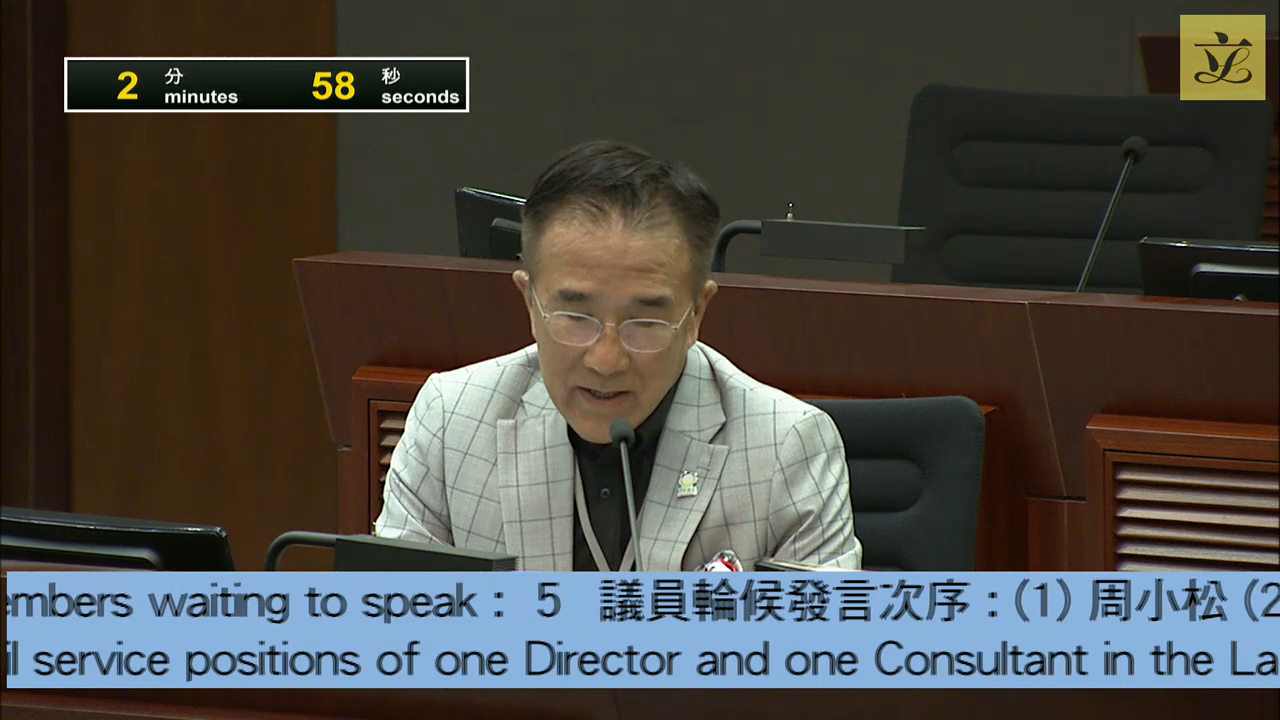 2 分 minutes 58 秒 seconds
立
embers waiting to speak : 5 議員輪候發言次序 : (1) 周小松 (2
il service positions of one Director and one Consultant in the La